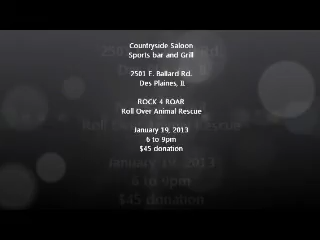 Countryside Saloon
Sports bar and Grill
2501 E. Ballard Rd.
Des Plaines, IL
ROCK 4 ROAR
Roll Over Animal Rescue
January 19, 2013
6 to 9pm
$45 donation